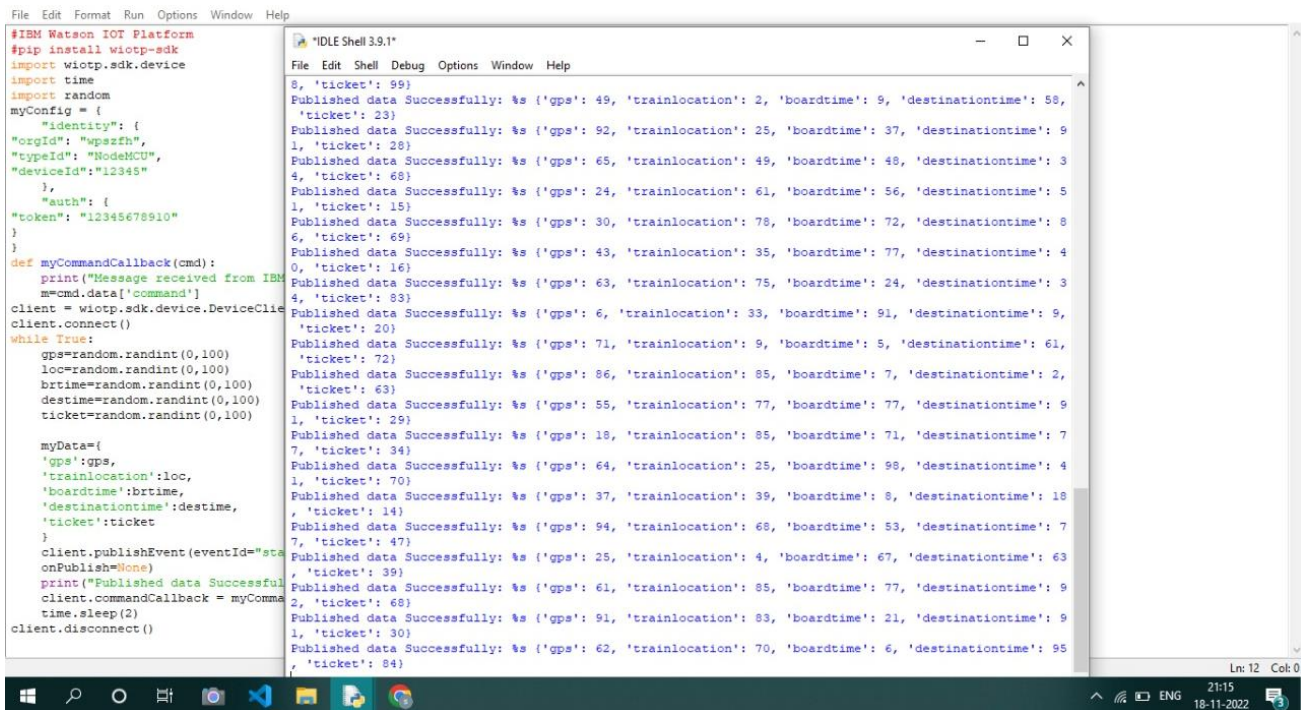 File Edit Format Run Options Window Help
#IBM Watson IOT Platform
#pip install wiotp-sdk
import wiotp.sdk.device
import time
import random
myConfig = {
"identity": {
"orgId": "wpszfh",
"typeId": "NodeMCU",
"deviceId":"12345"
},
"auth": {
"token": "12345678910"
}
}
def myCommandCallback(cmd):
print("Message received from IBM
m=cmd.data['command']
client = wiotp.sdk.device.DeviceClie
client.connect()
while True:
gps=random.randint(0,100)
loc=random.randint(0,100)
brtime=random.randint(0,100)
destime=random.randint(0,100)
ticket=random.randint(0,100)
myData={
'gps':gps,
'trainlocation':loc,
'boardtime':brtime,
'destinationtime':destime,
'ticket':ticket
}
client.publishEvent(eventId="sta
onPublish=None)
print("Published data Successful
client.commandCallback = myComma
time.sleep(2)
client.disconnect()
*IDLE Shell 3.9.1*
File Edit Shell Debug Options Window Help
8, 'ticket': 99}
Published data Successfully: %s {'gps': 49, 'trainlocation': 2, 'boardtime': 9, 'destinationtime': 58,
'ticket': 23}
Published data Successfully: %s {'gps': 92, 'trainlocation': 25, 'boardtime': 37, 'destinationtime': 9
1, 'ticket': 28}
Published data Successfully: %s {'gps': 65, 'trainlocation': 49, 'boardtime': 48, 'destinationtime': 3
4, 'ticket': 68}
Published data Successfully: %s {'gps': 24, 'trainlocation': 61, 'boardtime': 56, 'destinationtime': 5
1, 'ticket': 15}
Published data Successfully: %s {'gps': 30, 'trainlocation': 78, 'boardtime': 72, 'destinationtime': 8
6, 'ticket': 69}
Published data Successfully: %s {'gps': 43, 'trainlocation': 35, 'boardtime': 77, 'destinationtime': 4
0, 'ticket': 16}
Published data Successfully: %s {'gps': 63, 'trainlocation': 75, 'boardtime': 24, 'destinationtime': 3
4, 'ticket': 83}
Published data Successfully: %s {'gps': 6, 'trainlocation': 33, 'boardtime': 91, 'destinationtime': 9,
'ticket': 20}
Published data Successfully: %s {'gps': 71, 'trainlocation': 9, 'boardtime': 5, 'destinationtime': 61,
'ticket': 72}
Published data Successfully: %s {'gps': 86, 'trainlocation': 85, 'boardtime': 7, 'destinationtime': 2,
'ticket': 63}
Published data Successfully: %s {'gps': 55, 'trainlocation': 77, 'boardtime': 77, 'destinationtime': 9
1, 'ticket': 29}
Published data Successfully: %s {'gps': 18, 'trainlocation': 85, 'boardtime': 71, 'destinationtime': 7
7, 'ticket': 34}
Published data Successfully: %s {'gps': 64, 'trainlocation': 25, 'boardtime': 98, 'destinationtime': 4
1, 'ticket': 70}
Published data Successfully: %s {'gps': 37, 'trainlocation': 39, 'boardtime': 8, 'destinationtime': 18
, 'ticket': 14}
Published data Successfully: %s {'gps': 94, 'trainlocation': 68, 'boardtime': 53, 'destinationtime': 7
7, 'ticket': 47}
Published data Successfully: %s {'gps': 25, 'trainlocation': 4, 'boardtime': 67, 'destinationtime': 63
, 'ticket': 39}
Published data Successfully: %s {'gps': 61, 'trainlocation': 85, 'boardtime': 77, 'destinationtime': 9
2, 'ticket': 68}
Published data Successfully: %s {'gps': 91, 'trainlocation': 83, 'boardtime': 21, 'destinationtime': 9
1, 'ticket': 30}
Published data Successfully: %s {'gps': 62, 'trainlocation': 70, 'boardtime': 6, 'destinationtime': 95
, 'ticket': 84}
Ln: 12 Col: 0
ENG
21:15
18-11-2022
3